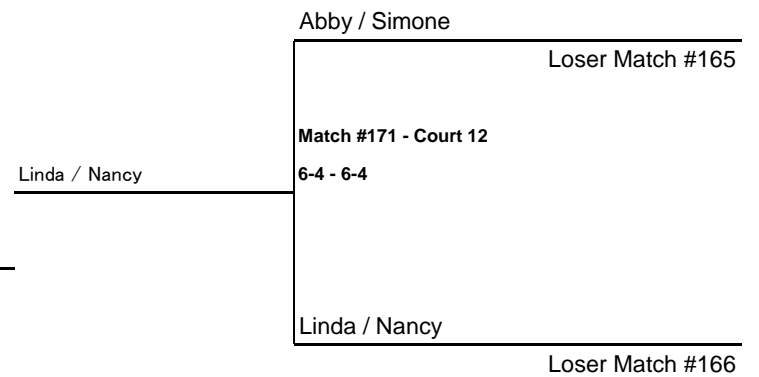 Abby / Simone
Loser Match #165
Match #171 - Court 12
Linda / Nancy
6-4 - 6-4
Linda / Nancy
Loser Match #166